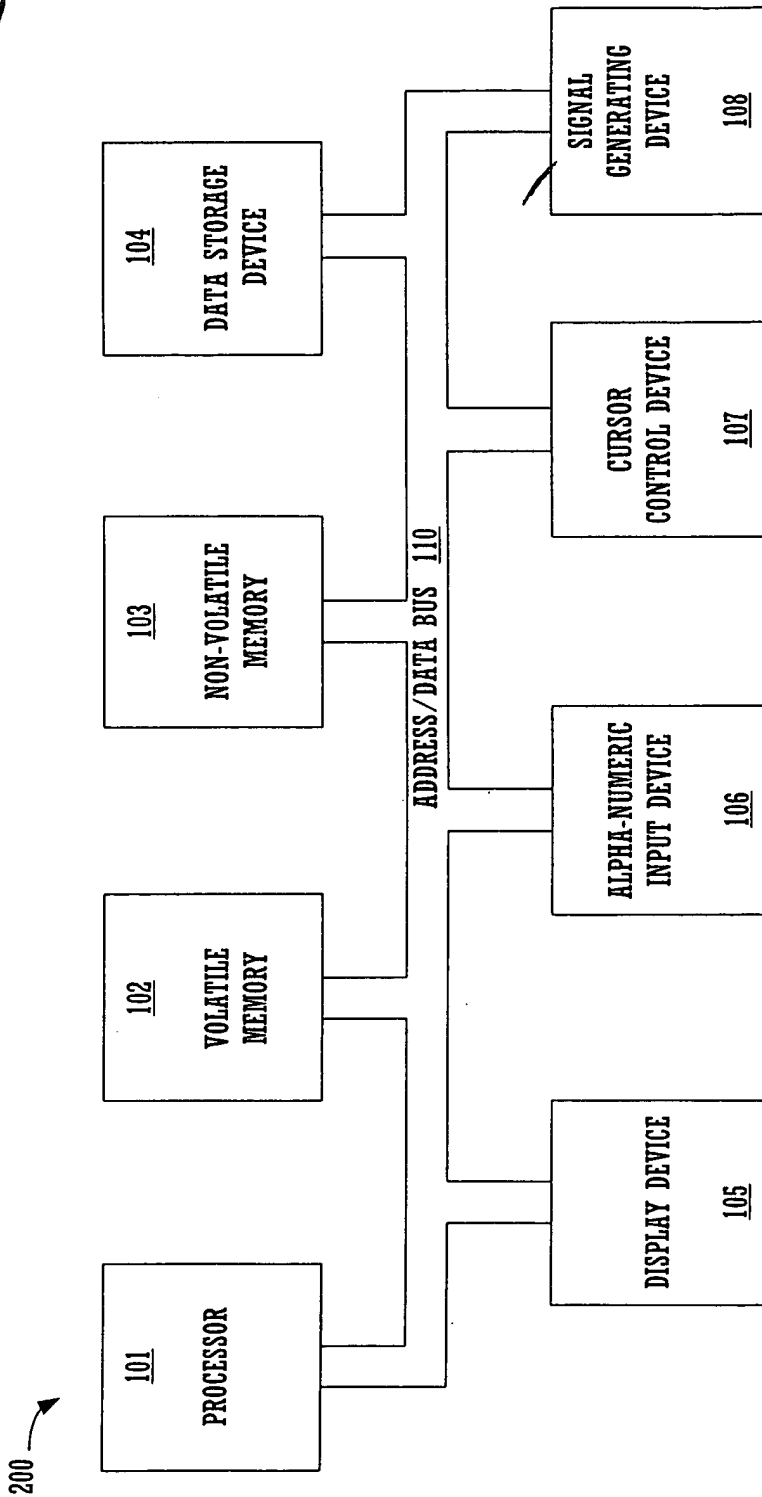 200
101
PROCESSOR
102
VOLATILE
MEMORY
103
NON-VOLATILE
MEMORY
104
DATA STORAGE
DEVICE
ADDRESS/DATA BUS 110
DISPLAY DEVICE
105
ALPHA-NUMERIC
INPUT DEVICE
106
CURSOR
CONTROL DEVICE
107
SIGNAL
GENERATING
DEVICE
108